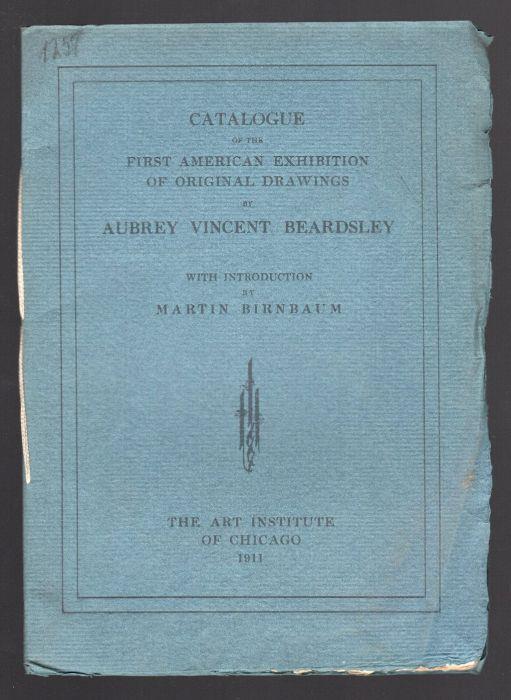 1257
CATALOGUE
OF THE
FIRST AMERICAN EXHIBITION
OF ORIGINAL DRAWINGS
BY
AUBREY VINCENT BEARDSLEY
WITH INTRODUCTION
BY
MARTIN BIRNBAUM
THE ART INSTITUTE
OF CHICAGO
1911